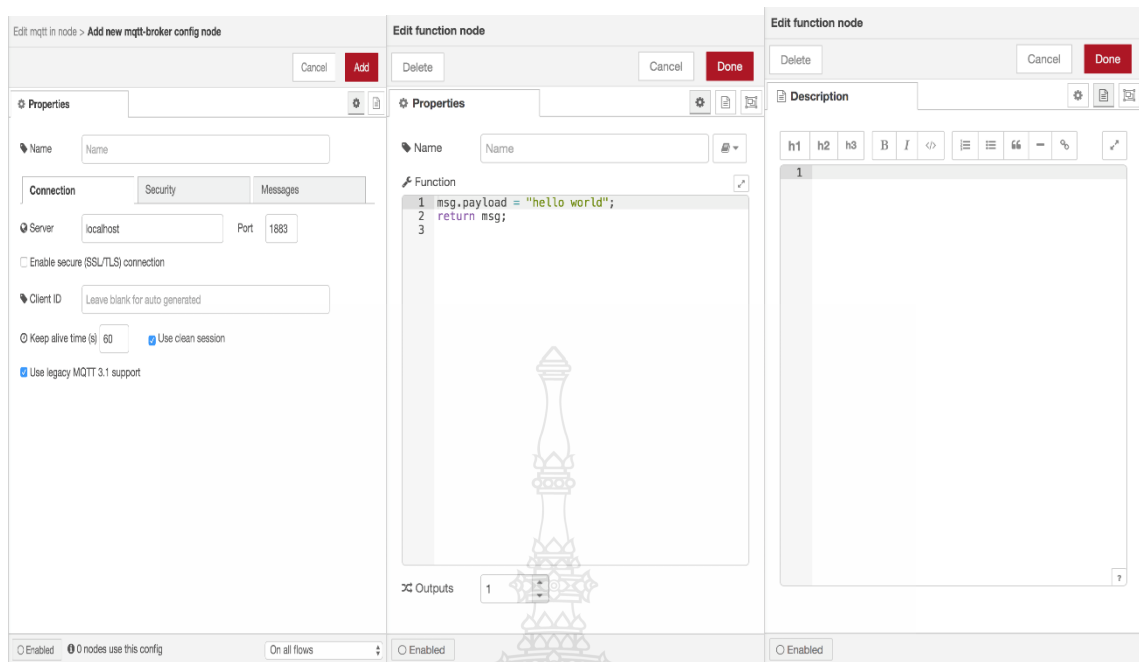 Edit mqtt in node > Add new mqtt-broker config node
Cancel Add
Properties
Name Name
Connection Security Messages
Server localhost Port 1883
Enable secure (SSL/TLS) connection
Client ID Leave blank for auto generated
Keep alive time (s) 60 Use clean session
Use legacy MQTT 3.1 support
Enabled 0 nodes use this config On all flows
Edit function node
Delete Cancel Done
Properties
Name Name
Function
1 msg.payload = "hello world";
2 return msg;
3
Outputs 1
Enabled
Edit function node
Delete Cancel Done
Description
h1 h2 h3 B I </>
1
?
Enabled